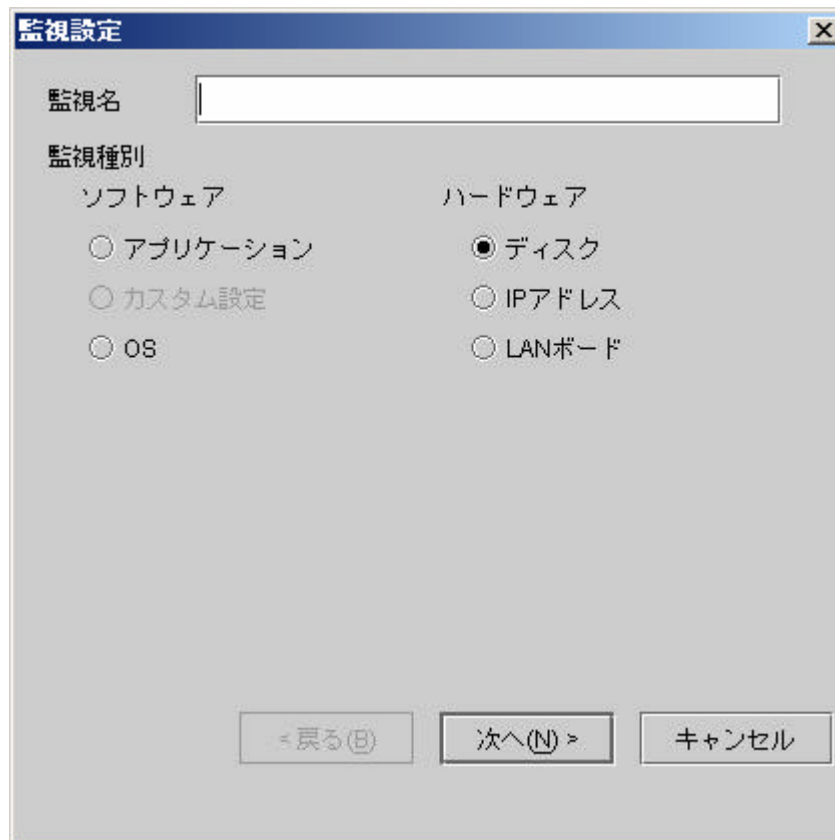 監視設定
監視名
監視種別
ソフトウェア ハードウェア
アプリケーション ディスク
カスタム設定 IPアドレス
OS LANボード
<戻る(B) 次へ(N)> キャンセル